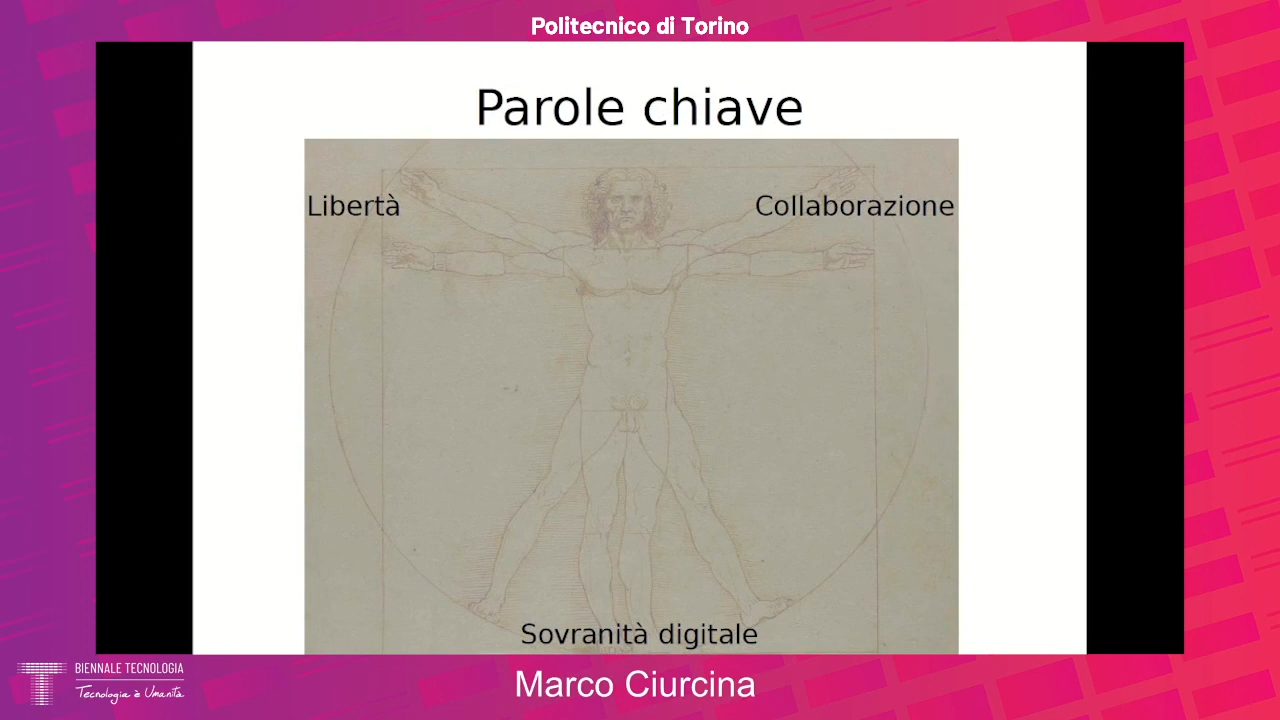 Politecnico di Torino
Parole chiave
Libertà
Collaborazione
Sovranità digitale
BIENNALE TECNOLOGIA
Tecnologia è Umanità
Marco Ciurcina